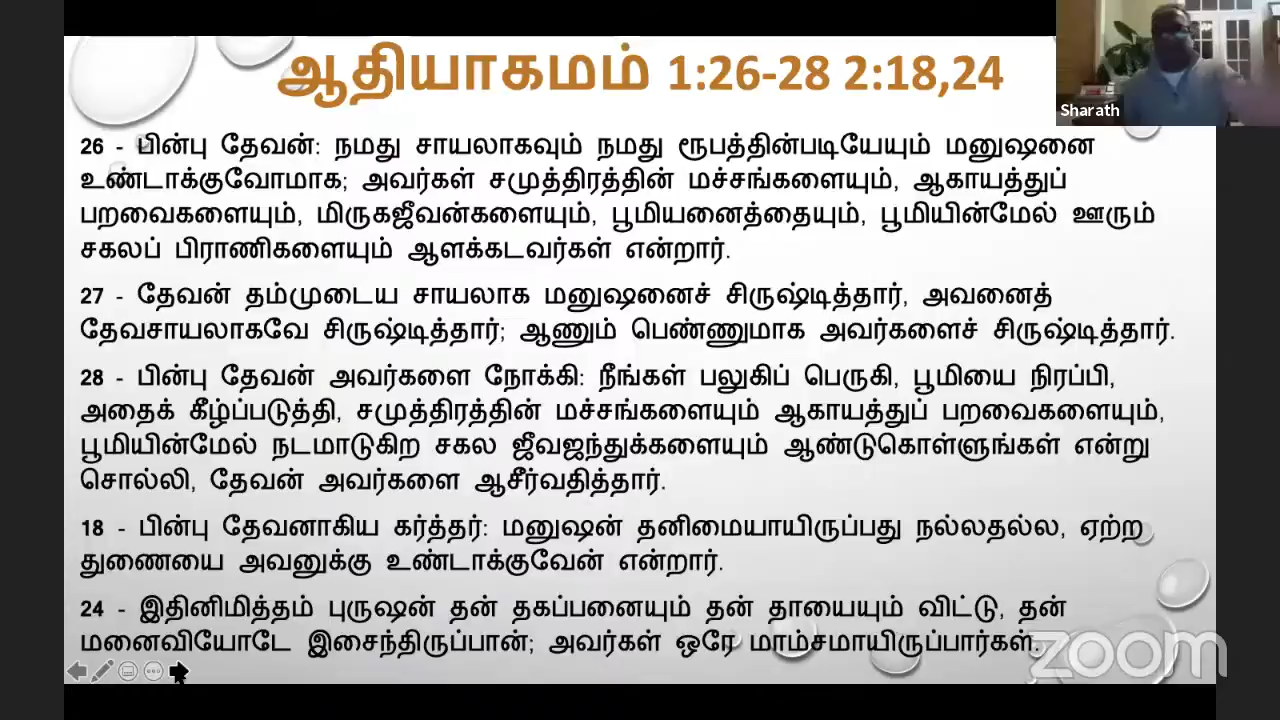 ஆதியாகமம் 1:26-28 2:18,24
Sharath
26 - பின்பு தேவன்: நமது சாயலாகவும் நமது ரூபத்தின்படியேயும் மனுஷனை
உண்டாக்குவோமாக; அவர்கள் சமுத்திரத்தின் மச்சங்களையும், ஆகாயத்துப்
பறவைகளையும், மிருகஜீவன்களையும், பூமியனைத்தையும், பூமியின்மேல் ஊரும்
சகலப் பிராணிகளையும் ஆளக்கடவர்கள் என்றார்.
27 - தேவன் தம்முடைய சாயலாக மனுஷனைச் சிருஷ்டித்தார், அவனைத்
தேவசாயலாகவே சிருஷ்டித்தார்; ஆணும் பெண்ணுமாக அவர்களைச் சிருஷ்டித்தார்.
28 - பின்பு தேவன் அவர்களை நோக்கி: நீங்கள் பலுகிப் பெருகி, பூமியை நிரப்பி,
அதைக் கீழ்ப்படுத்தி, சமுத்திரத்தின் மச்சங்களையும் ஆகாயத்துப் பறவைகளையும்,
பூமியின்மேல் நடமாடுகிற சகல ஜீவஜந்துக்களையும் ஆண்டுகொள்ளுங்கள் என்று
சொல்லி, தேவன் அவர்களை ஆசீர்வதித்தார்.
18 - பின்பு தேவனாகிய கர்த்தர்: மனுஷன் தனிமையாயிருப்பது நல்லதல்ல, ஏற்ற
துணையை அவனுக்கு உண்டாக்குவேன் என்றார்.
24 - இதினிமித்தம் புருஷன் தன் தகப்பனையும் தன் தாயையும் விட்டு, தன்
மனைவியோடே இசைந்திருப்பான்; அவர்கள் ஒரே மாம்சமாயிருப்பார்கள்.
zoom